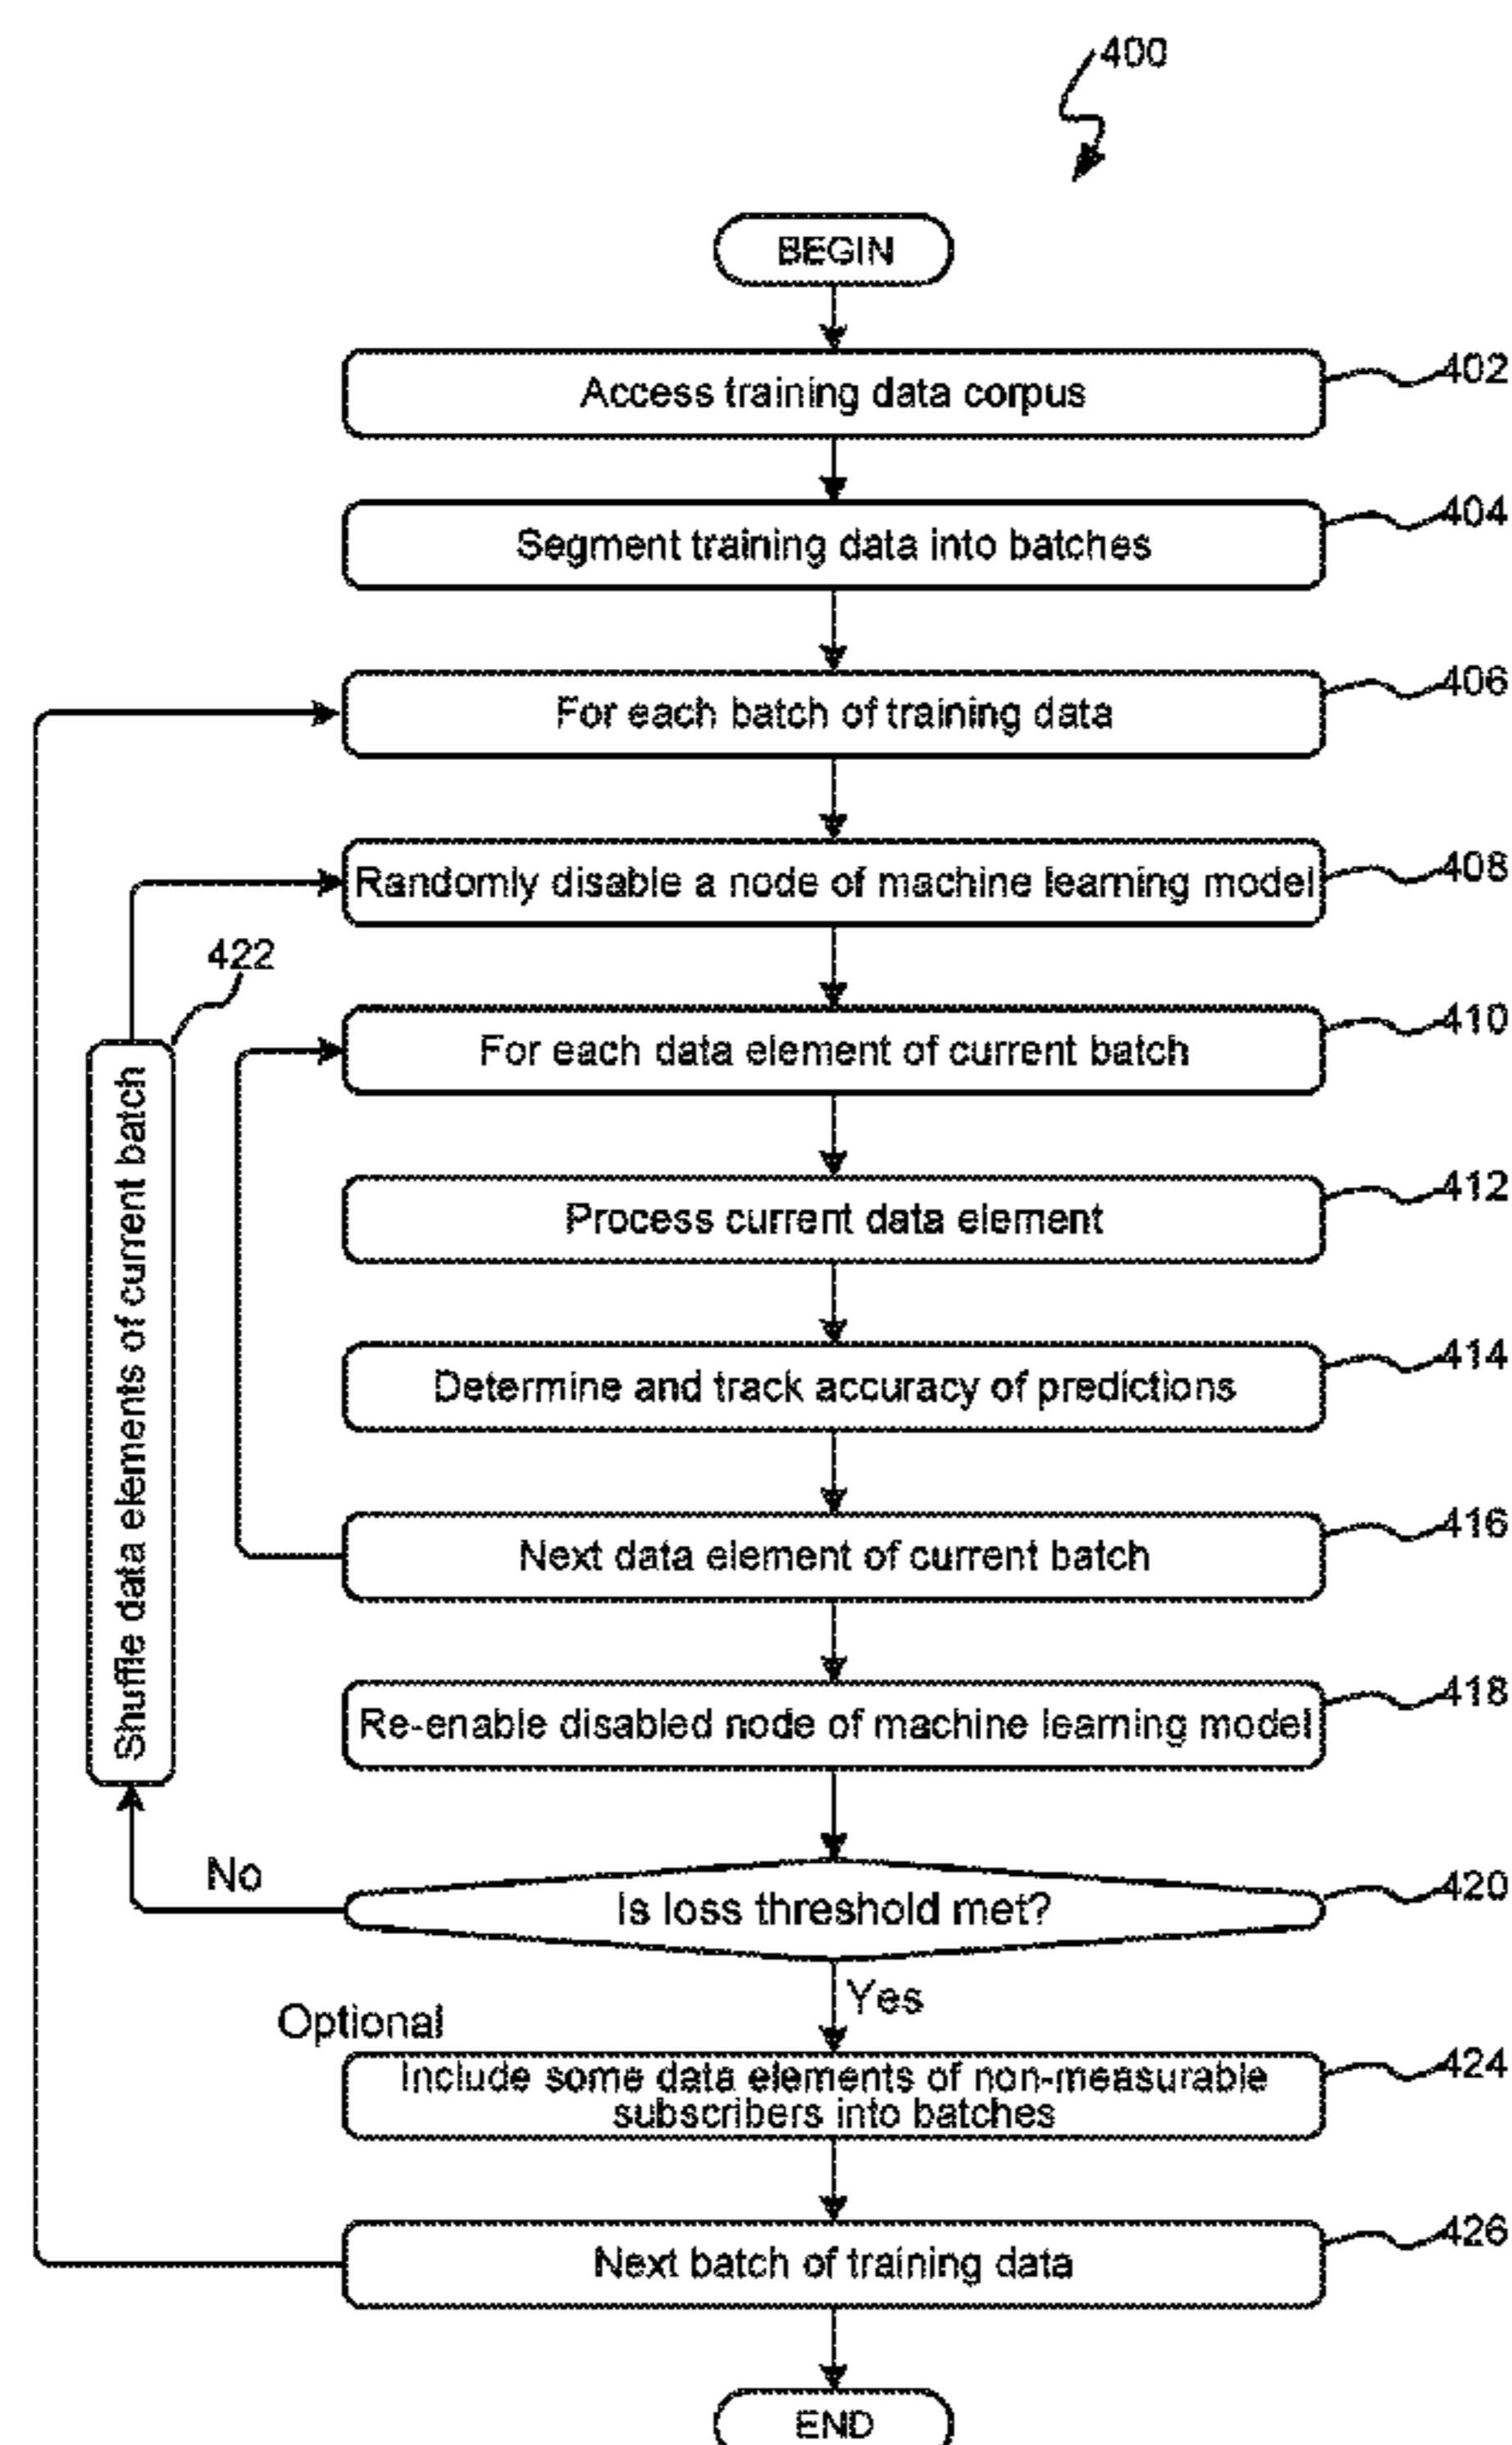 400
BEGIN
Access training data corpus
402
Segment training data into batches
404
For each batch of training data
406
Randomly disable a node of machine learning model
408
422
For each data element of current batch
410
Shuffle data elements of current batch
Process current data element
412
Determine and track accuracy of predictions
414
Next data element of current batch
416
Re-enable disabled node of machine learning model
418
No
Is loss threshold met?
420
Yes
Optional
Include some data elements of non-measurable
subscribers into batches
424
Next batch of training data
426
END